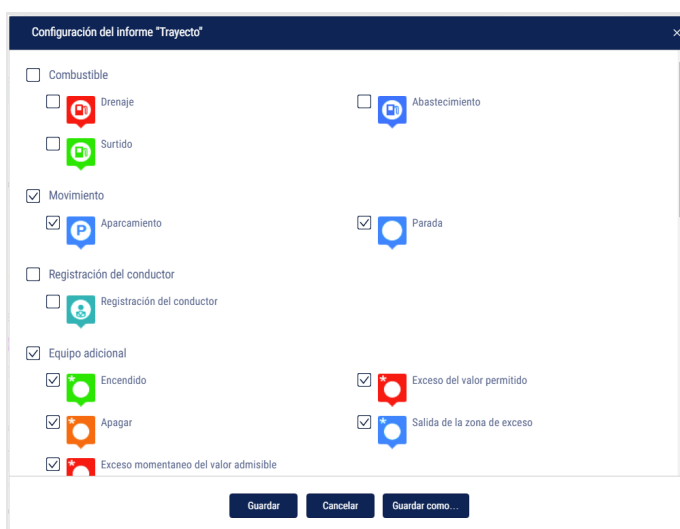 Configuración del informe "Trayecto"
Combustible
Drenaje
Abastecimiento
Surtido
Movimiento
P
Aparcamiento
Parada
Registración del conductor
Registración del conductor
Equipo adicional
Encendido
Exceso del valor permitido
Apagar
Salida de la zona de exceso
Exceso momentaneo del valor admisible
Guardar
Cancelar
Guardar como...